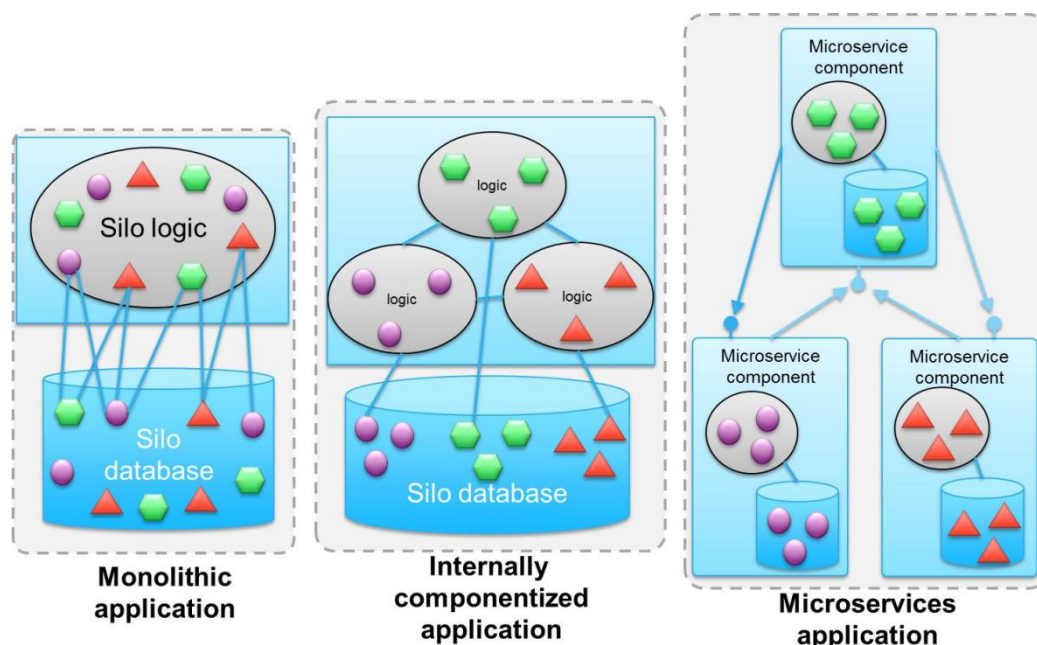 Silo logic
Silo
database
Monolithic
application
logic
logic
logic
Silo database
Internally
componentized
application
Microservice
component
Microservice
component
Microservice
component
Microservices
application